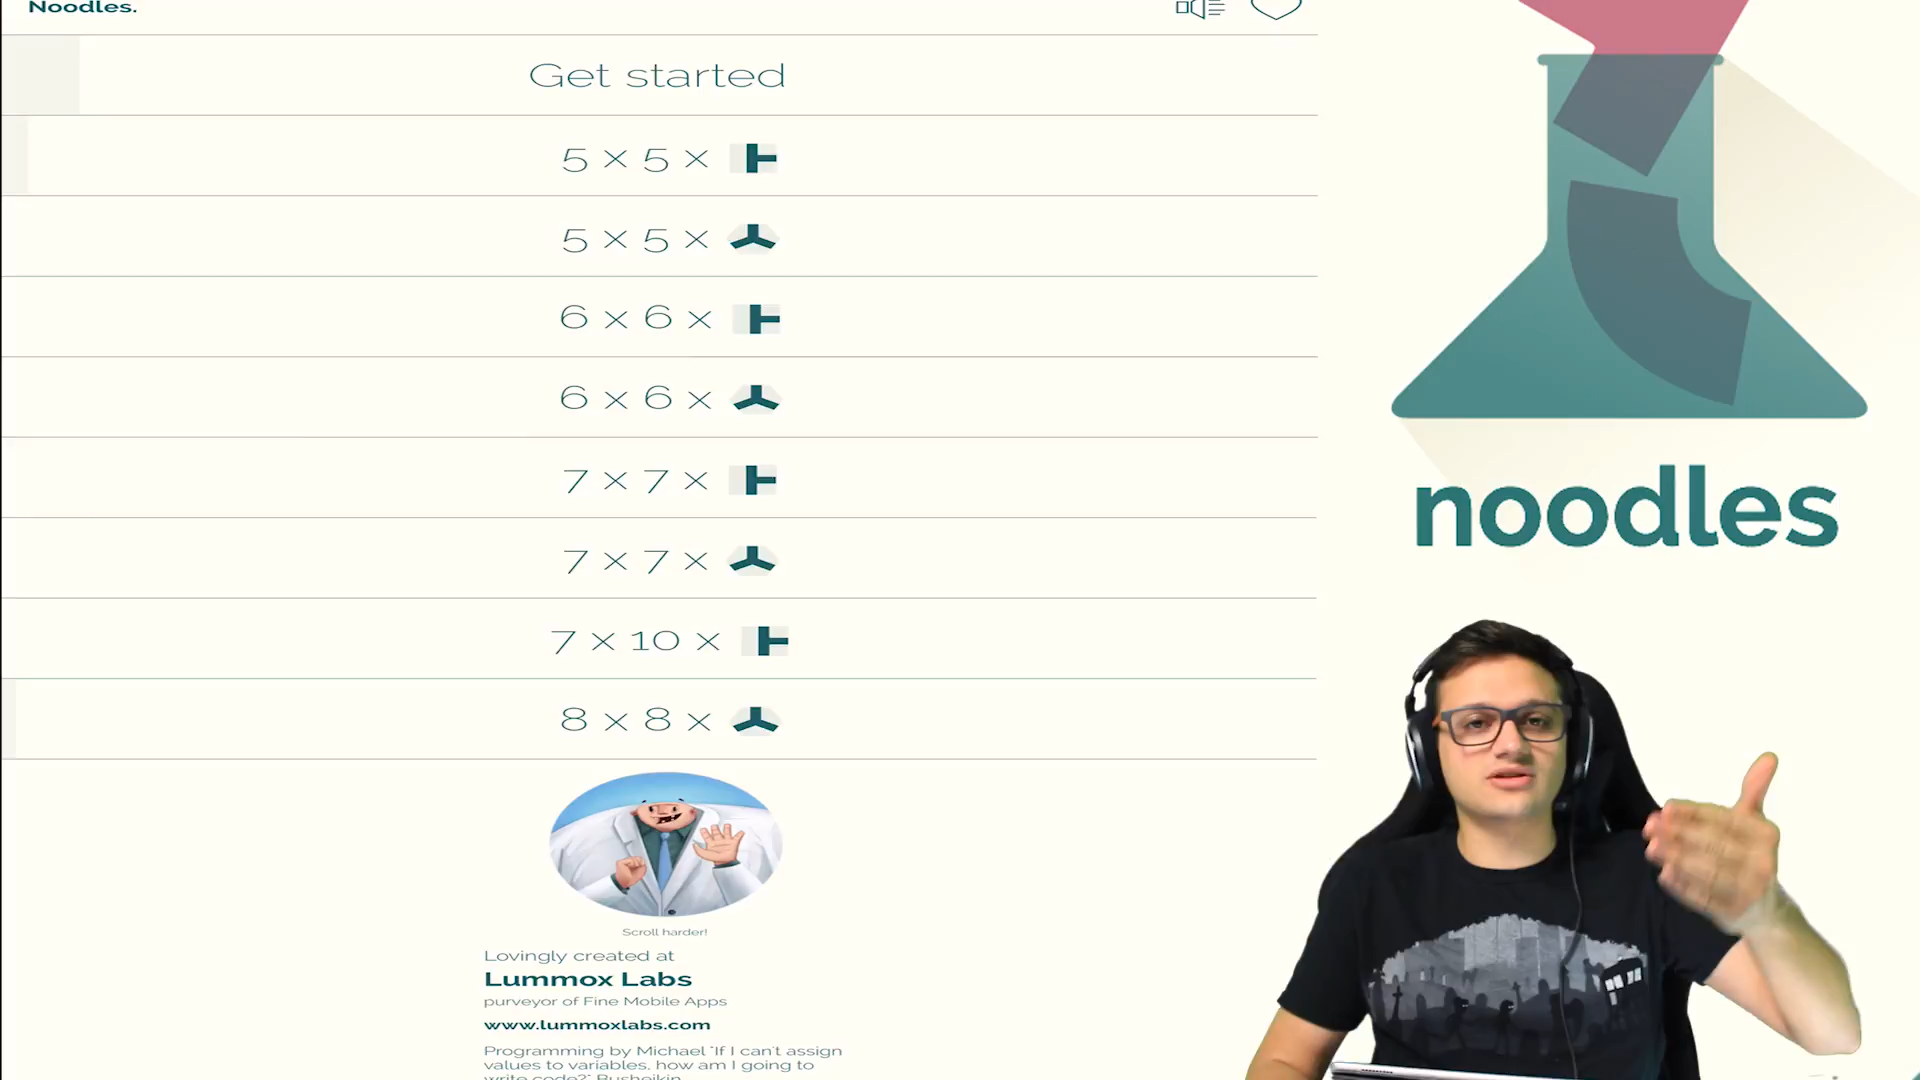 Noodles.
Get started
5 × 5 ×
5 × 5 ×
6 × 6 ×
6 × 6 ×
7 × 7 ×
7 × 7 ×
7 × 10 ×
8 × 8 ×
Scroll harder!
Lovingly created at
Lummox Labs
purveyor of Fine Mobile Apps
www.lummoxlabs.com
Programming by Michael "If I can't assign
values to variables, how am I going to
write code?"
noodles